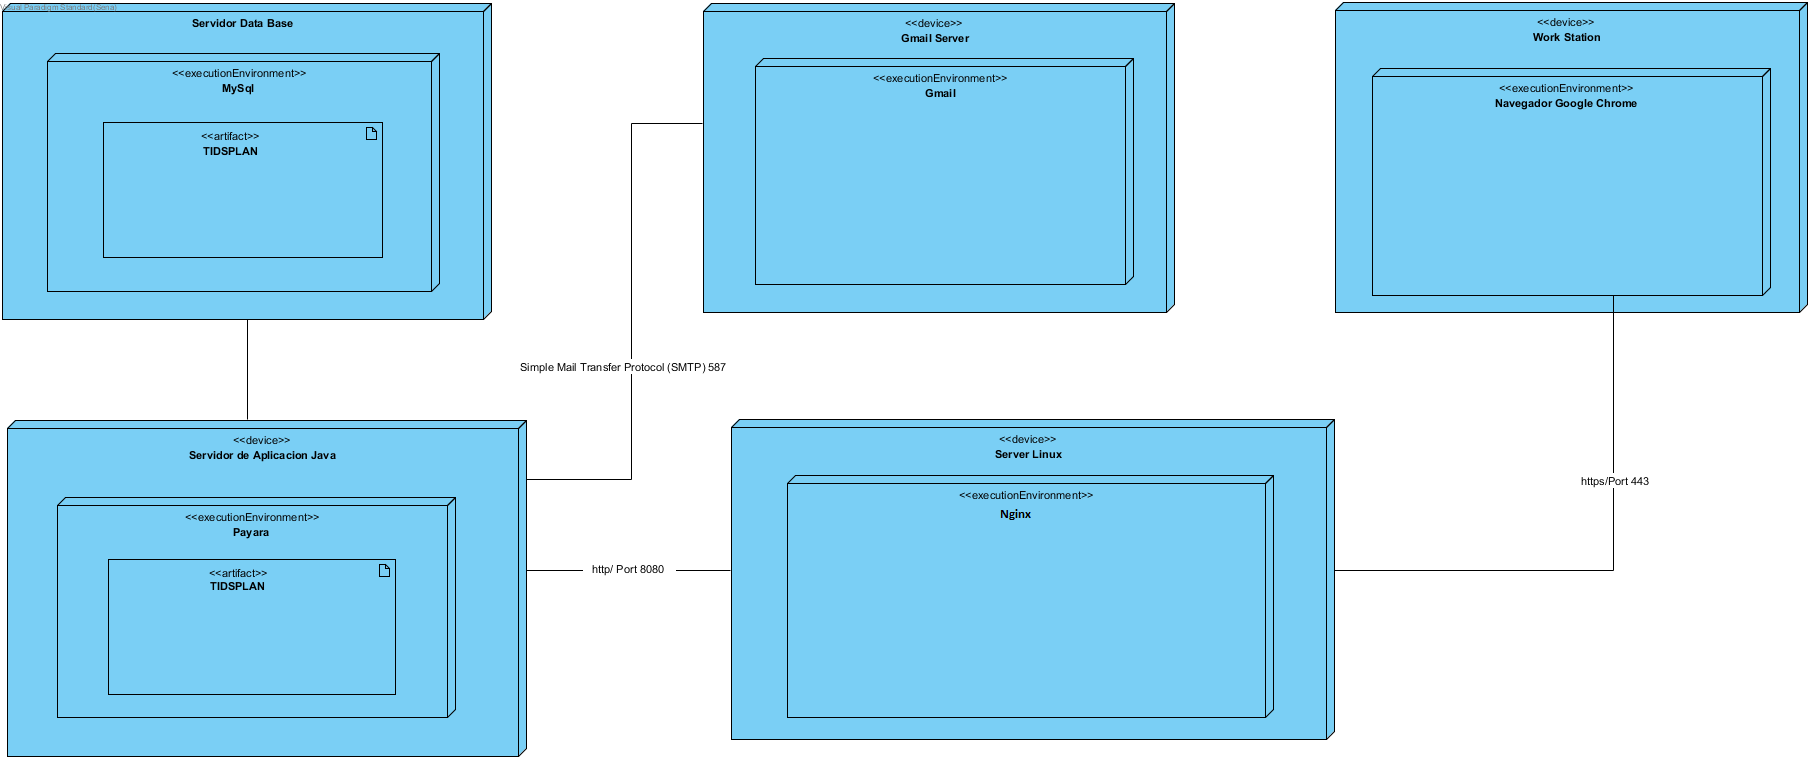 Visual Paradigm Standard(Sena)
Servidor Data Base
<<executionEnvironment>>
MySql
<<artifact>>
TIDSPLAN
<<device>>
Gmail Server
<<executionEnvironment>>
Gmail
<<device>>
Work Station
<<executionEnvironment>>
Navegador Google Chrome
Simple Mail Transfer Protocol (SMTP) 587
<<device>>
Servidor de Aplicacion Java
<<executionEnvironment>>
Payara
<<artifact>>
TIDSPLAN
http/ Port 8080
<<device>>
Server Linux
<<executionEnvironment>>
Nginx
https/Port 443